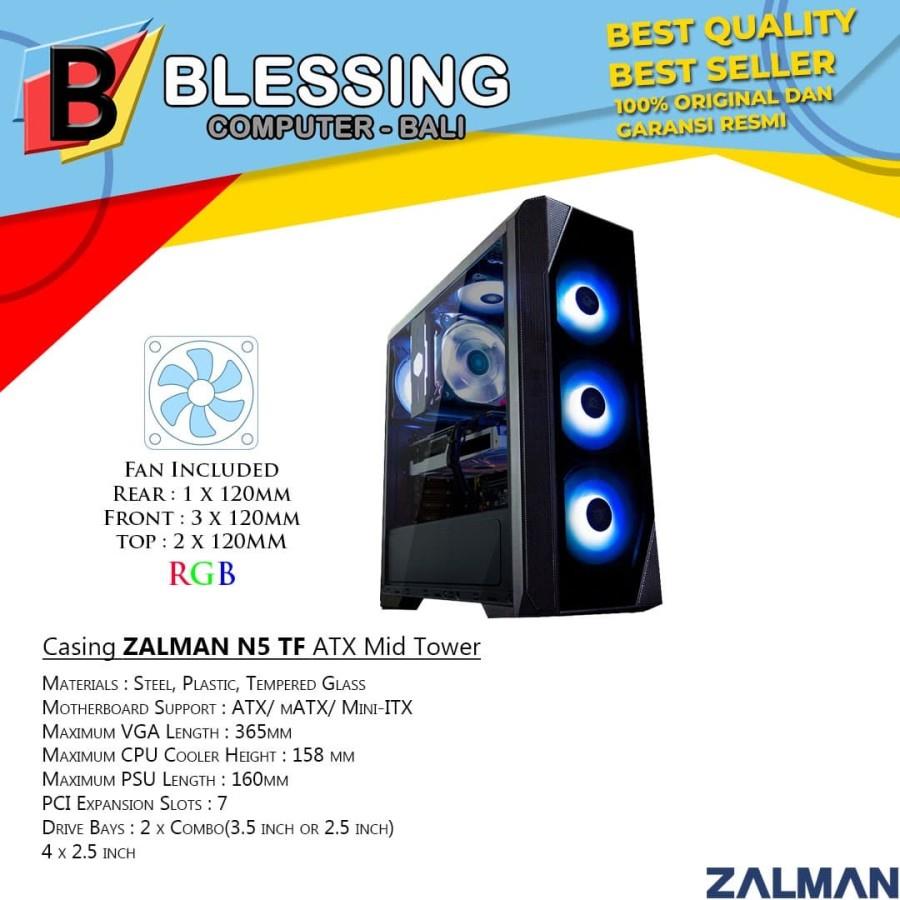 B BLESSING
COMPUTER - BALI
BEST QUALITY
BEST SELLER
100% ORIGINAL DAN
GARANSI RESMI
Fan Included
Rear : 1 x 120mm
Front : 3 x 120mm
top : 2 x 120mm
RGB
Casing ZALMAN N5 TF ATX Mid Tower
Materials : Steel, Plastic, Tempered Glass
Motherboard Support : ATX/ mATX/ Mini-ITX
Maximum VGA Length : 365mm
Maximum CPU Cooler Height : 158 mm
Maximum PSU Length : 160mm
PCI Expansion Slots : 7
Drive Bays : 2 x Combo(3.5 inch or 2.5 inch)
4 x 2.5 inch
ZALMAN